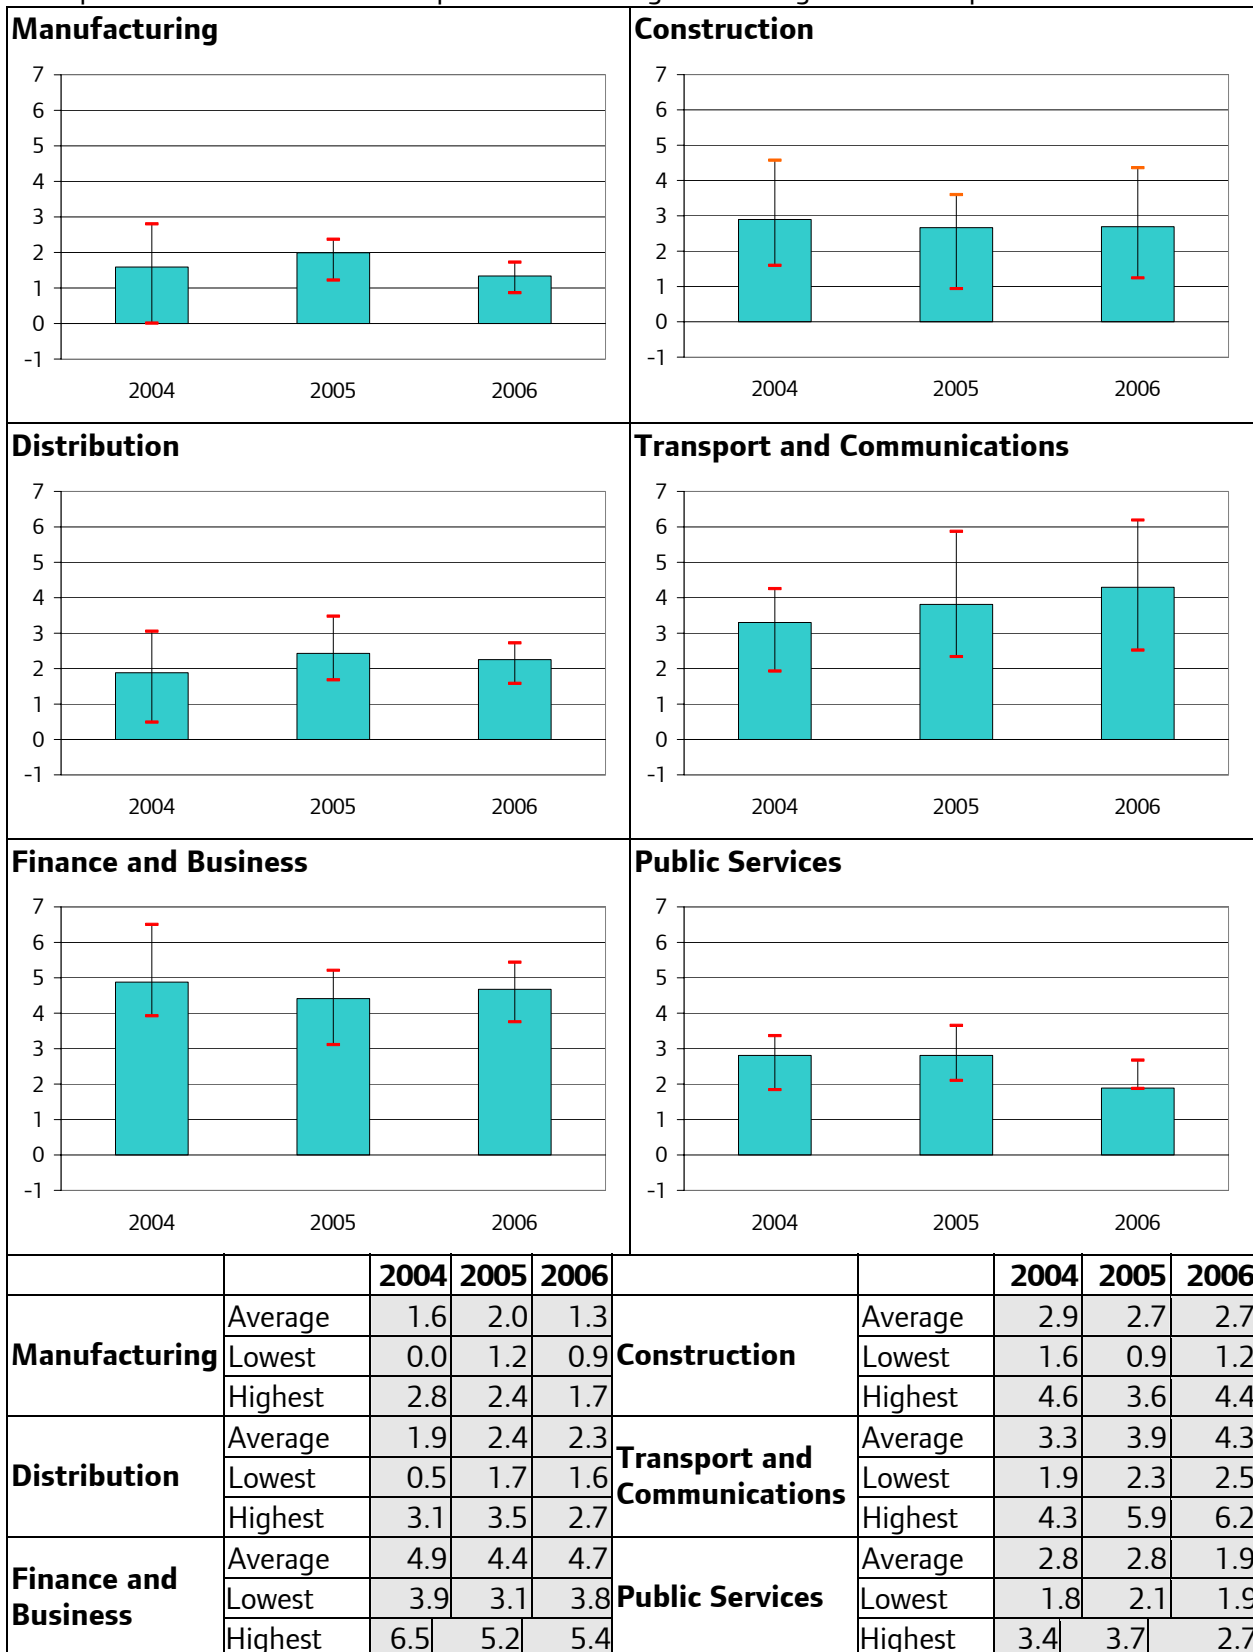 Manufacturing
7
6
5
4
3
2
1
0
-1
2004 2005 2006
Construction
7
6
5
4
3
2
1
0
-1
2004 2005 2006
Distribution
7
6
5
4
3
2
1
0
-1
2004 2005 2006
Transport and Communications
7
6
5
4
3
2
1
0
-1
2004 2005 2006
Finance and Business
7
6
5
4
3
2
1
0
-1
2004 2005 2006
Public Services
7
6
5
4
3
2
1
0
-1
2004 2005 2006
2004 2005 2006
Manufacturing
Average 1.6 2.0 1.3
Lowest 0.0 1.2 0.9
Highest 2.8 2.4 1.7
Distribution
Average 1.9 2.4 2.3
Lowest 0.5 1.7 1.6
Highest 3.1 3.5 2.7
Finance and
Business
Average 4.9 4.4 4.7
Lowest 3.9 3.1 3.8
Highest 6.5 5.2 5.4
2004 2005 2006
Construction
Average 2.9 2.7 2.7
Lowest 1.6 0.9 1.2
Highest 4.6 3.6 4.4
Transport and
Communications
Average 3.3 3.9 4.3
Lowest 1.9 2.3 2.5
Highest 4.3 5.9 6.2
Public Services
Average 2.8 2.8 1.9
Lowest 1.8 2.1 1.9
Highest 3.4 3.7 2.7